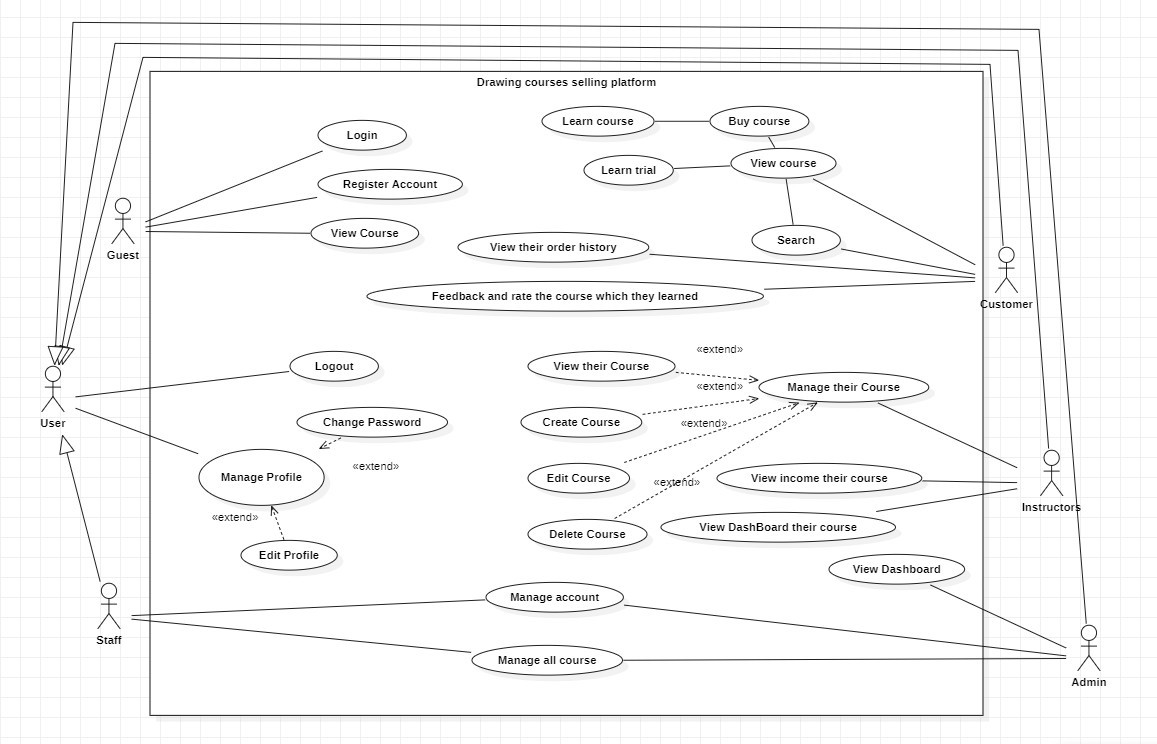 Drawing courses selling platform
Learn course
Buy course
Login
View course
Learn trial
Register Account
View Course
Search
View their order history
Guest
Feedback and rate the course which they learned
Customer
«extend»
View their Course
Logout
«extend»
Manage their Course
User
Change Password
Create Course
«extend»
«extend»
Manage Profile
Edit Course
«extend»
View income their course
Instructors
«extend»
View DashBoard their course
Delete Course
Edit Profile
View Dashboard
Manage account
Staff
Manage all course
Admin